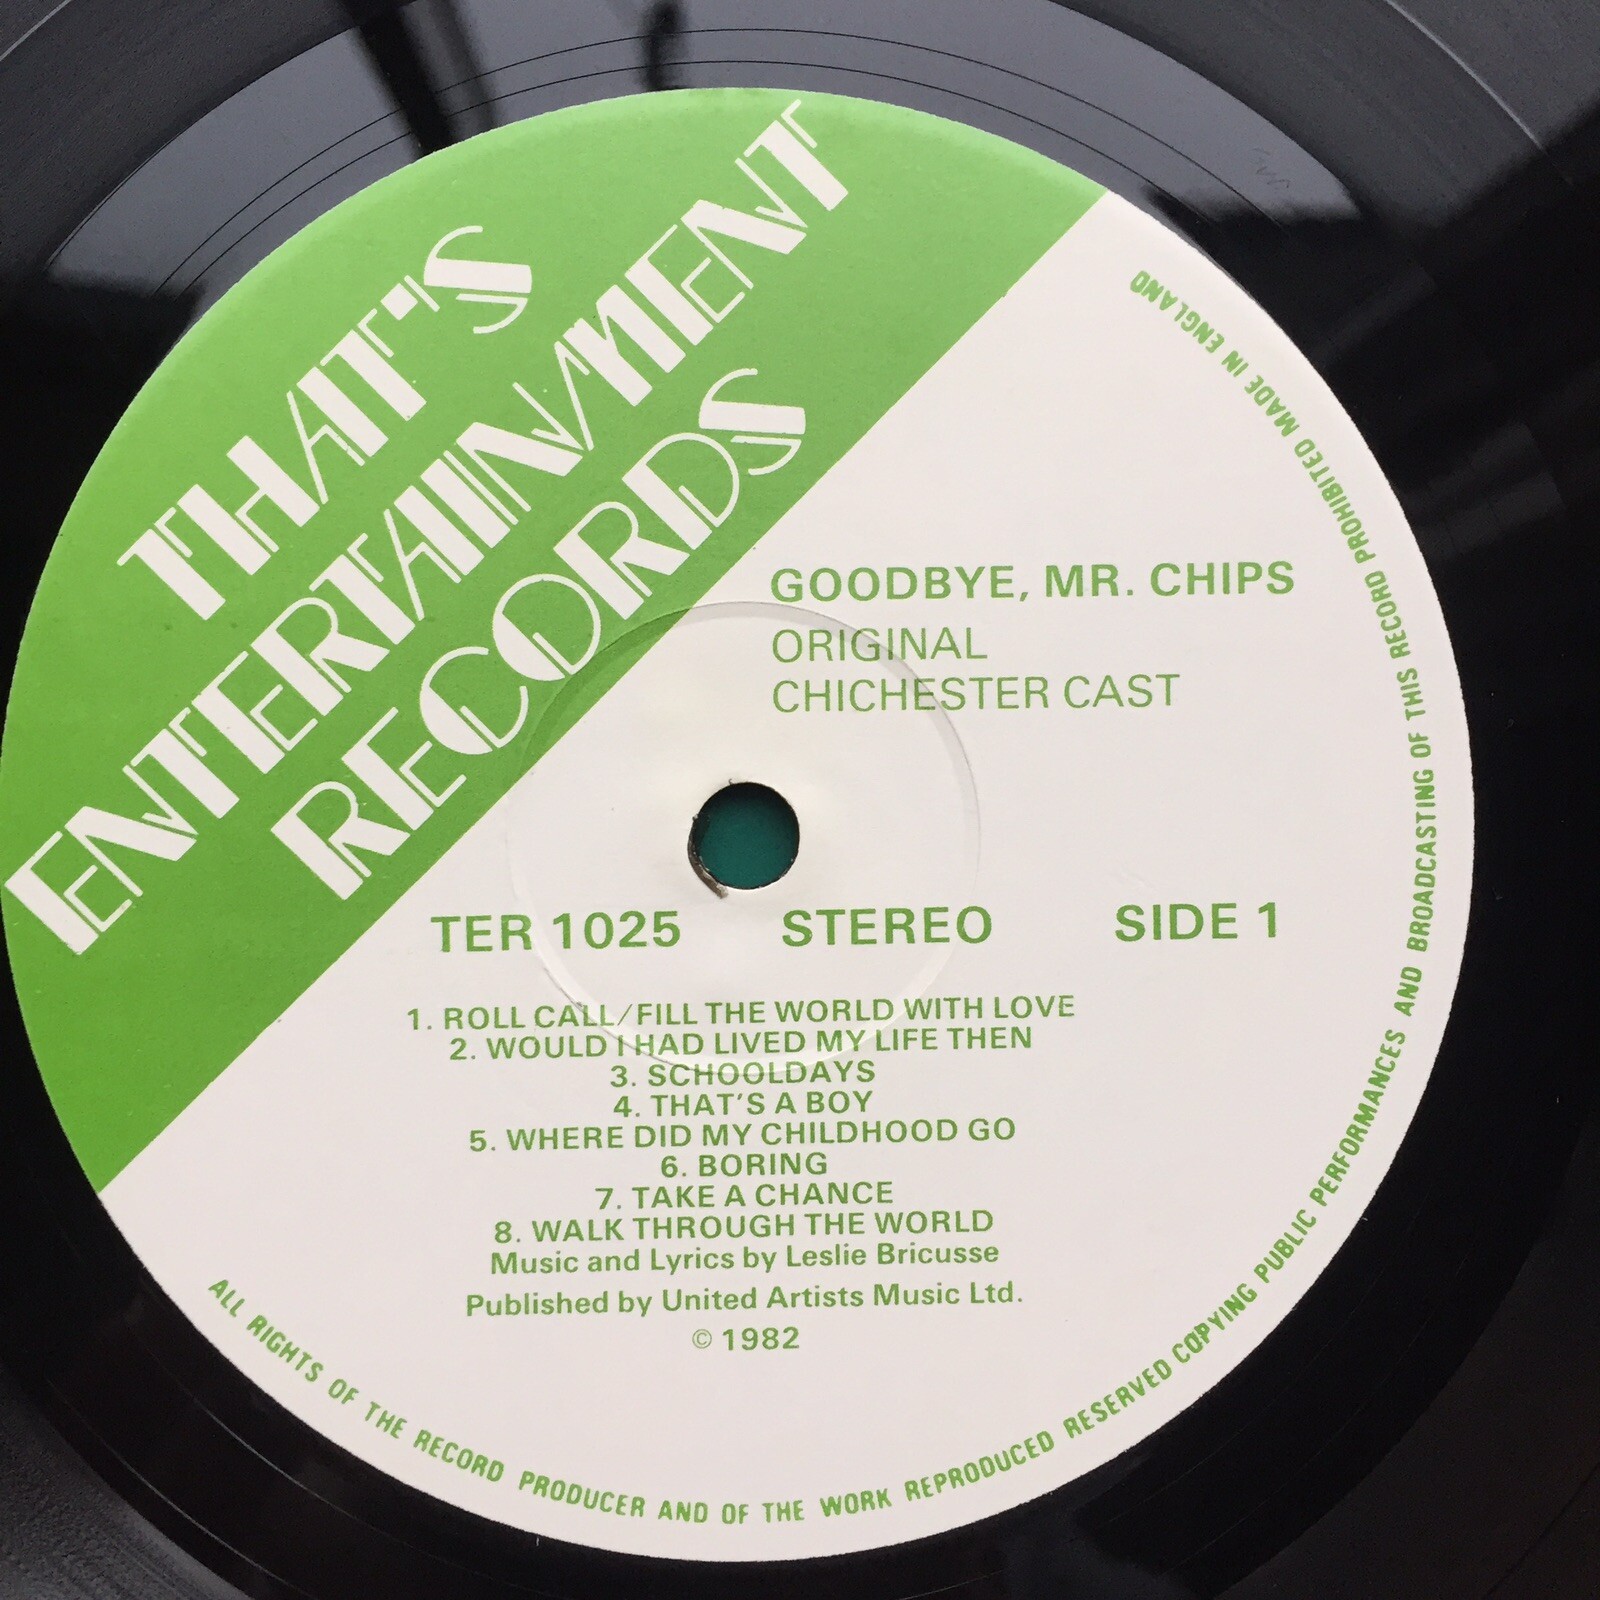 THAT'S
ENTERTAINMENT
RECORDS
GOODBYE, MR. CHIPS
ORIGINAL
CHICHESTER CAST
TER 1025 STEREO SIDE 1
1. ROLL CALL/FILL THE WORLD WITH LOVE
2. WOULD I HAD LIVED MY LIFE THEN
3. SCHOOLDAYS
4. THAT'S A BOY
5. WHERE DID MY CHILDHOOD GO
6. BORING
7. TAKE A CHANCE
8. WALK THROUGH THE WORLD
Music and Lyrics by Leslie Bricusse
Published by United Artists Music Ltd.
© 1982
ALL RIGHTS OF THE RECORD PRODUCER AND OF THE WORK REPRODUCED RESERVED COPYING PUBLIC PERFORMANCES AND BROADCASTING OF THIS RECORD PROHIBITED MADE IN ENGLAND